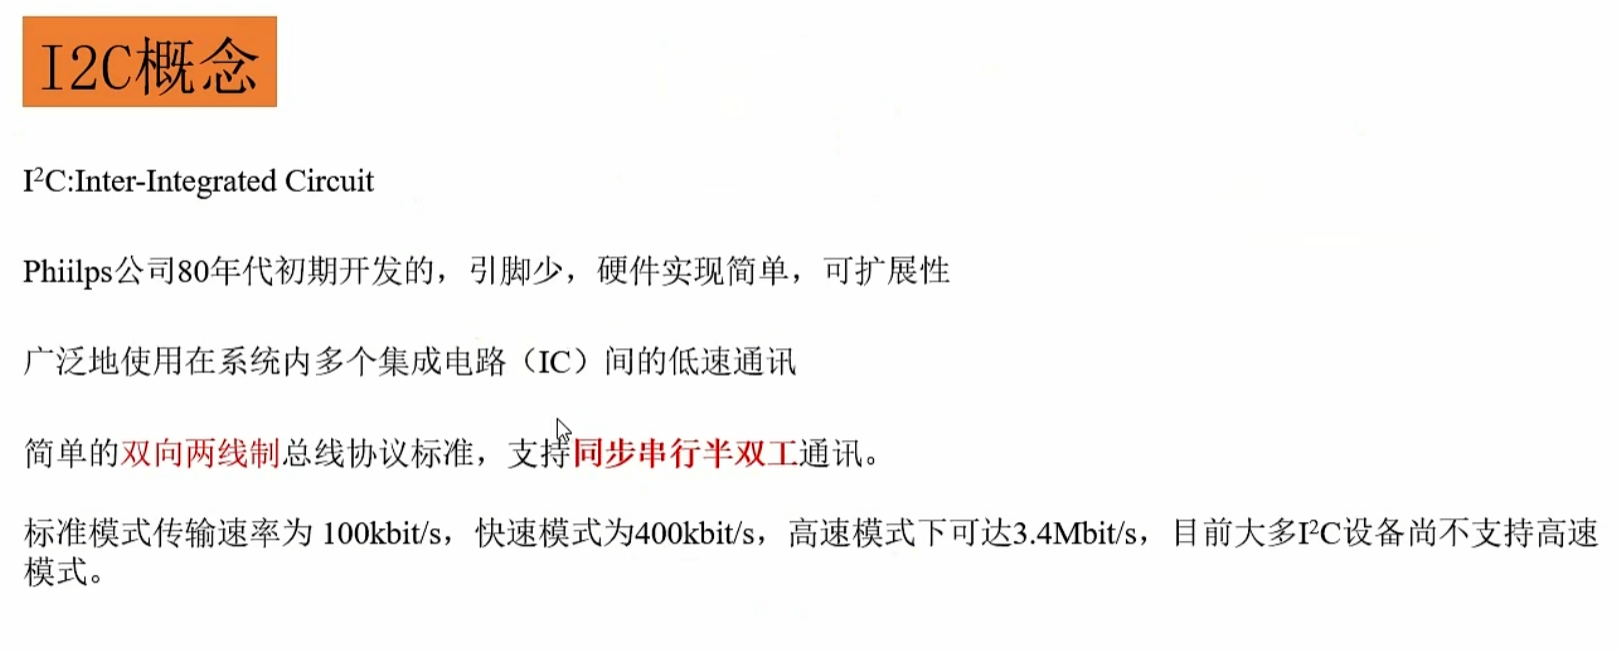 I2C概念
I²C:Inter-Integrated Circuit
Phiilps公司80年代初期开发的，引脚少，硬件实现简单，可扩展性
广泛地使用在系统内多个集成电路（IC）间的低速通讯
简单的双向两线制总线协议标准，支持同步串行半双工通讯。
标准模式传输速率为 100kbit/s，快速模式为400kbit/s，高速模式下可达3.4Mbit/s，目前大多I²C设备尚不支持高速
模式。